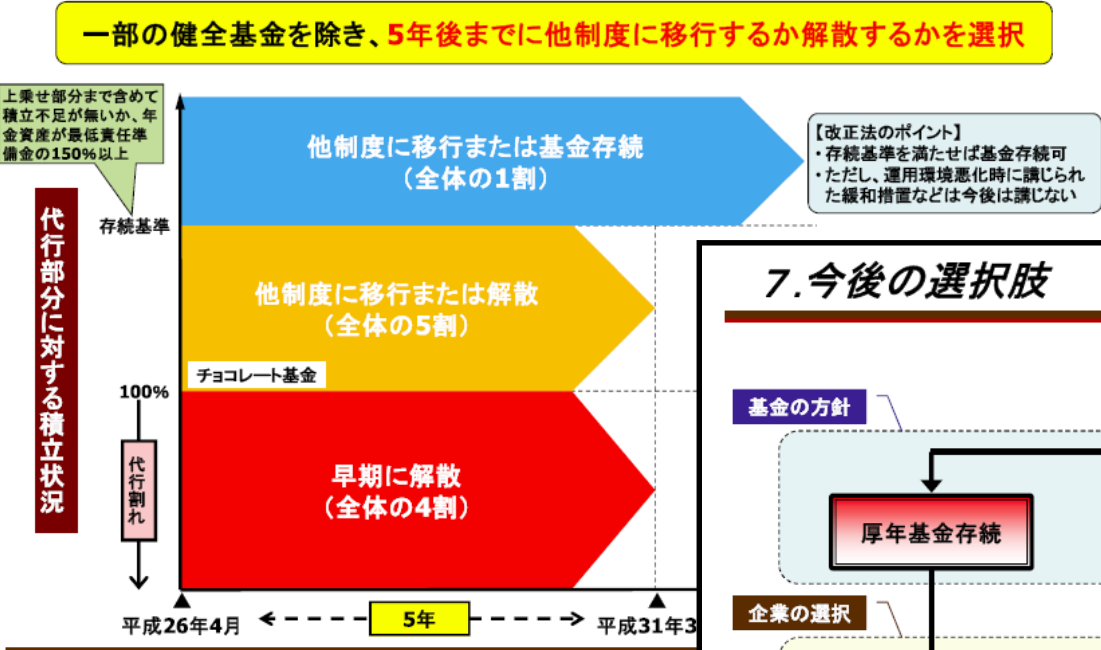 一部の健全基金を除き、5年後までに他制度に移行するか解散するかを選択
上乗せ部分まで含めて
積立不足が無いか、年
金資産が最低責任準
備金の150%以上
他制度に移行または基金存続
（全体の1割）
【改正法のポイント】
・存続基準を満たせば基金存続可
・ただし、運用環境悪化時に講じられ
た緩和措置などは今後は講じない
代行部分に対する積立状況
存続基準
他制度に移行または解散
（全体の5割）
チョコレート基金
100%
代行割れ
早期に解散
（全体の4割）
平成26年4月
5年
平成31年3
7.今後の選択肢
基金の方針
厚年基金存続
企業の選択